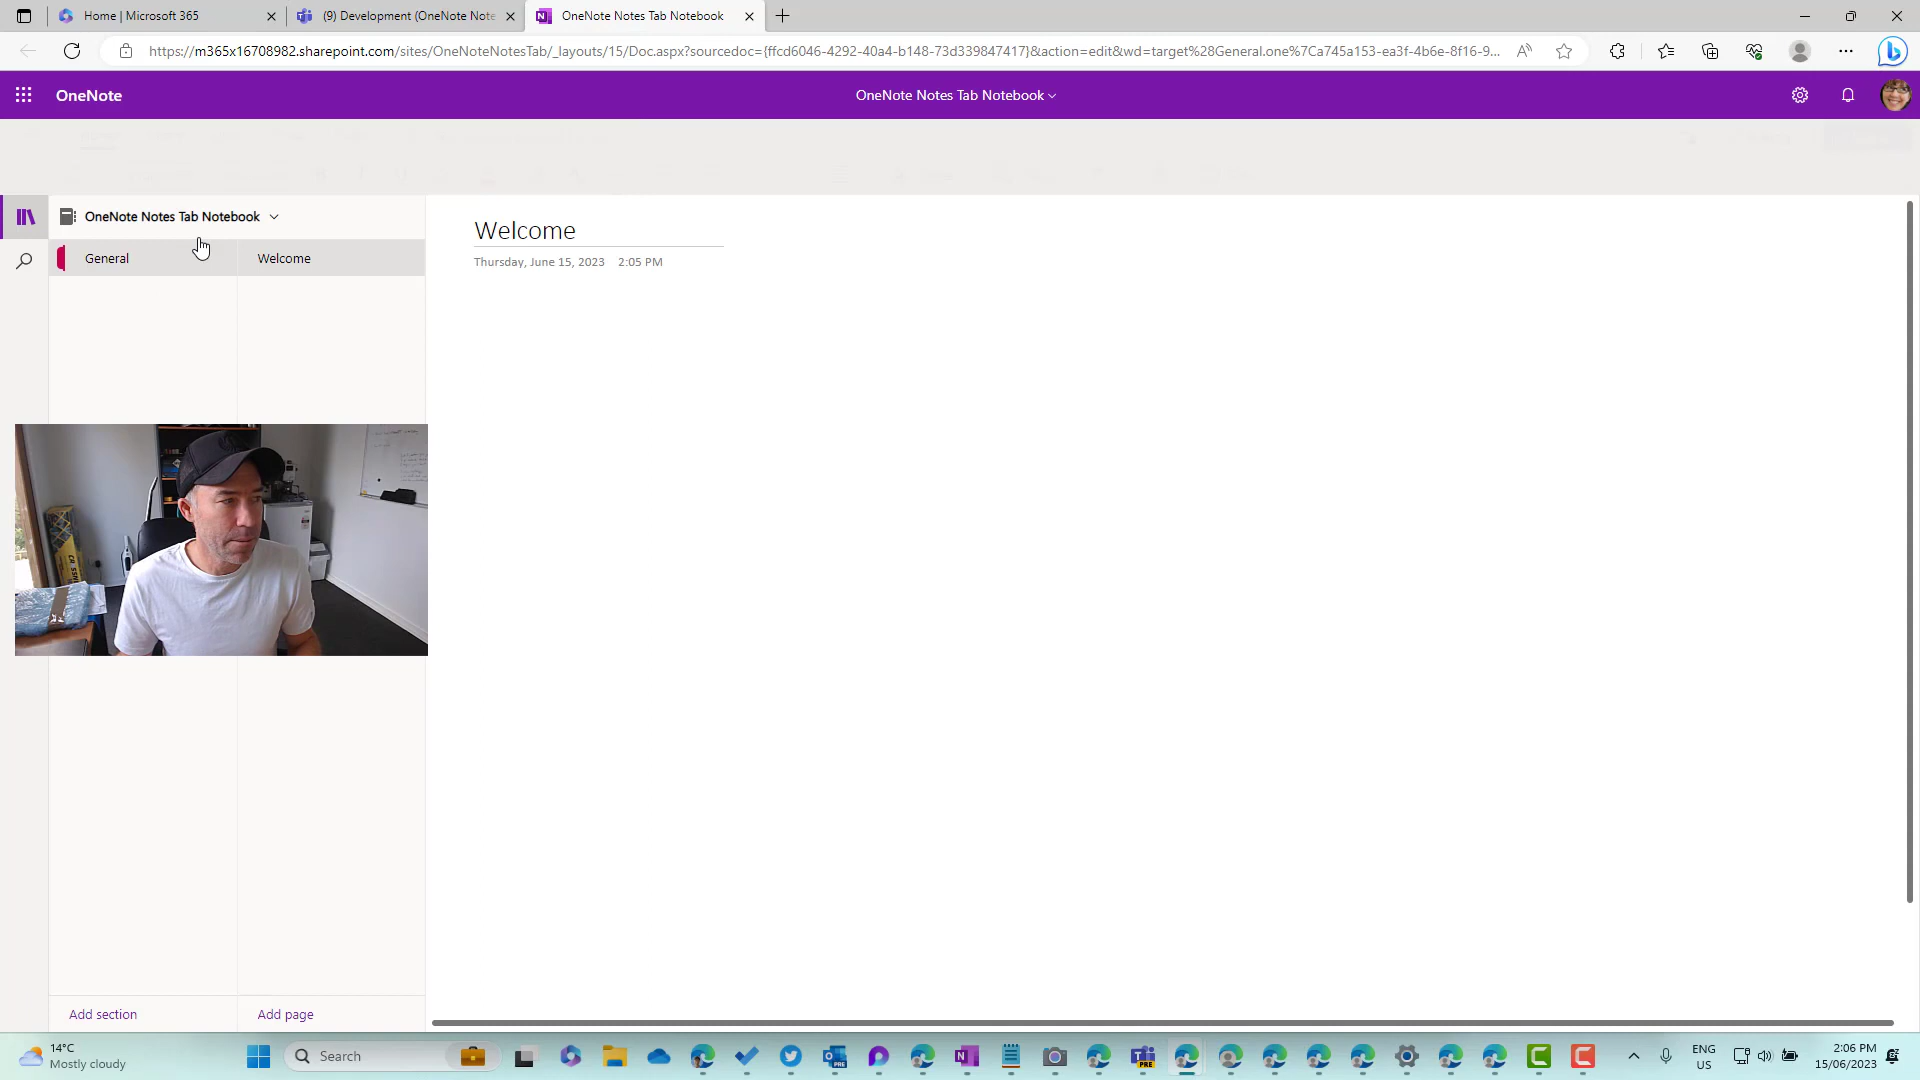 Home | Microsoft 365
(9) Development (OneNote Note
OneNote Notes Tab Notebook
https://m365x16708982.sharepoint.com/sites/OneNoteNotesTab/_layouts/15/Doc.aspx?sourcedoc={ffcd6046-4292-40a4-b148-73d339847417}&action=edit&wd=target%28General.one%7Ca745a153-ea3f-4b6e-8f16-9...
OneNote
OneNote Notes Tab Notebook
OneNote Notes Tab Notebook
General
Welcome
Welcome
Thursday, June 15, 2023 2:05 PM
Add section
Add page
14°C
Mostly cloudy
Search
PRE
PRE
ENG
US
2:06 PM
15/06/2023